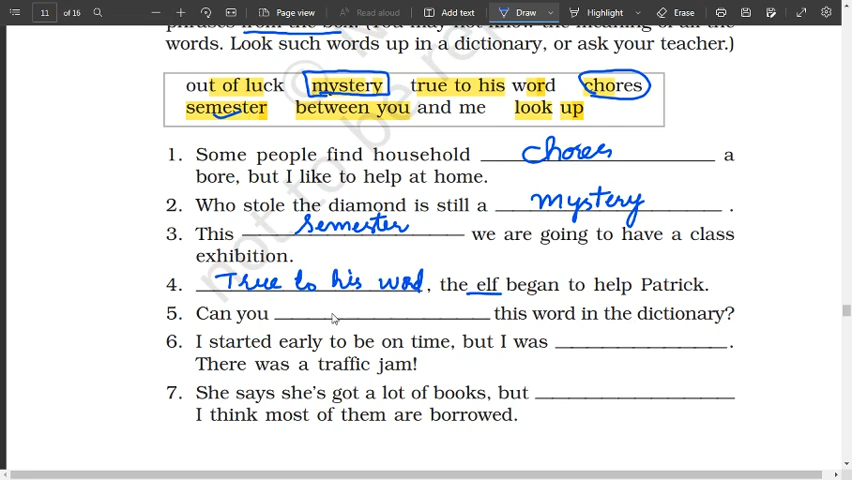 11 of 16
Page view
Read aloud
Add text
Draw
Highlight
Erase
words. Look such words up in a dictionary, or ask your teacher.)
out of luck mystery true to his word chores
semester between you and me look up
1. Some people find household chores a
bore, but I like to help at home.
2. Who stole the diamond is still a mystery .
3. This semester we are going to have a class
exhibition.
4. True to his word, the elf began to help Patrick.
5. Can you this word in the dictionary?
6. I started early to be on time, but I was .
There was a traffic jam!
7. She says she's got a lot of books, but
I think most of them are borrowed.
not to be re